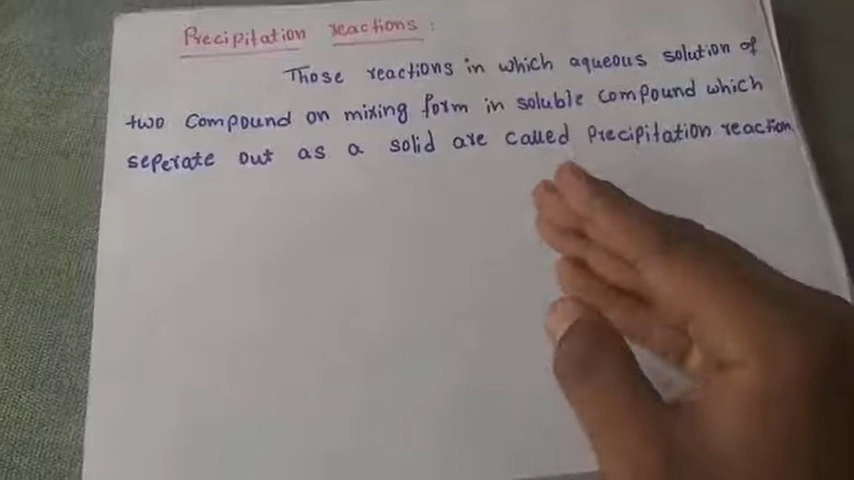 Precipitation reactions :
Those reactions in which aqueous solution of
two compound on mixing form in soluble compound which
seperate out as a solid are called Precipitation reaction